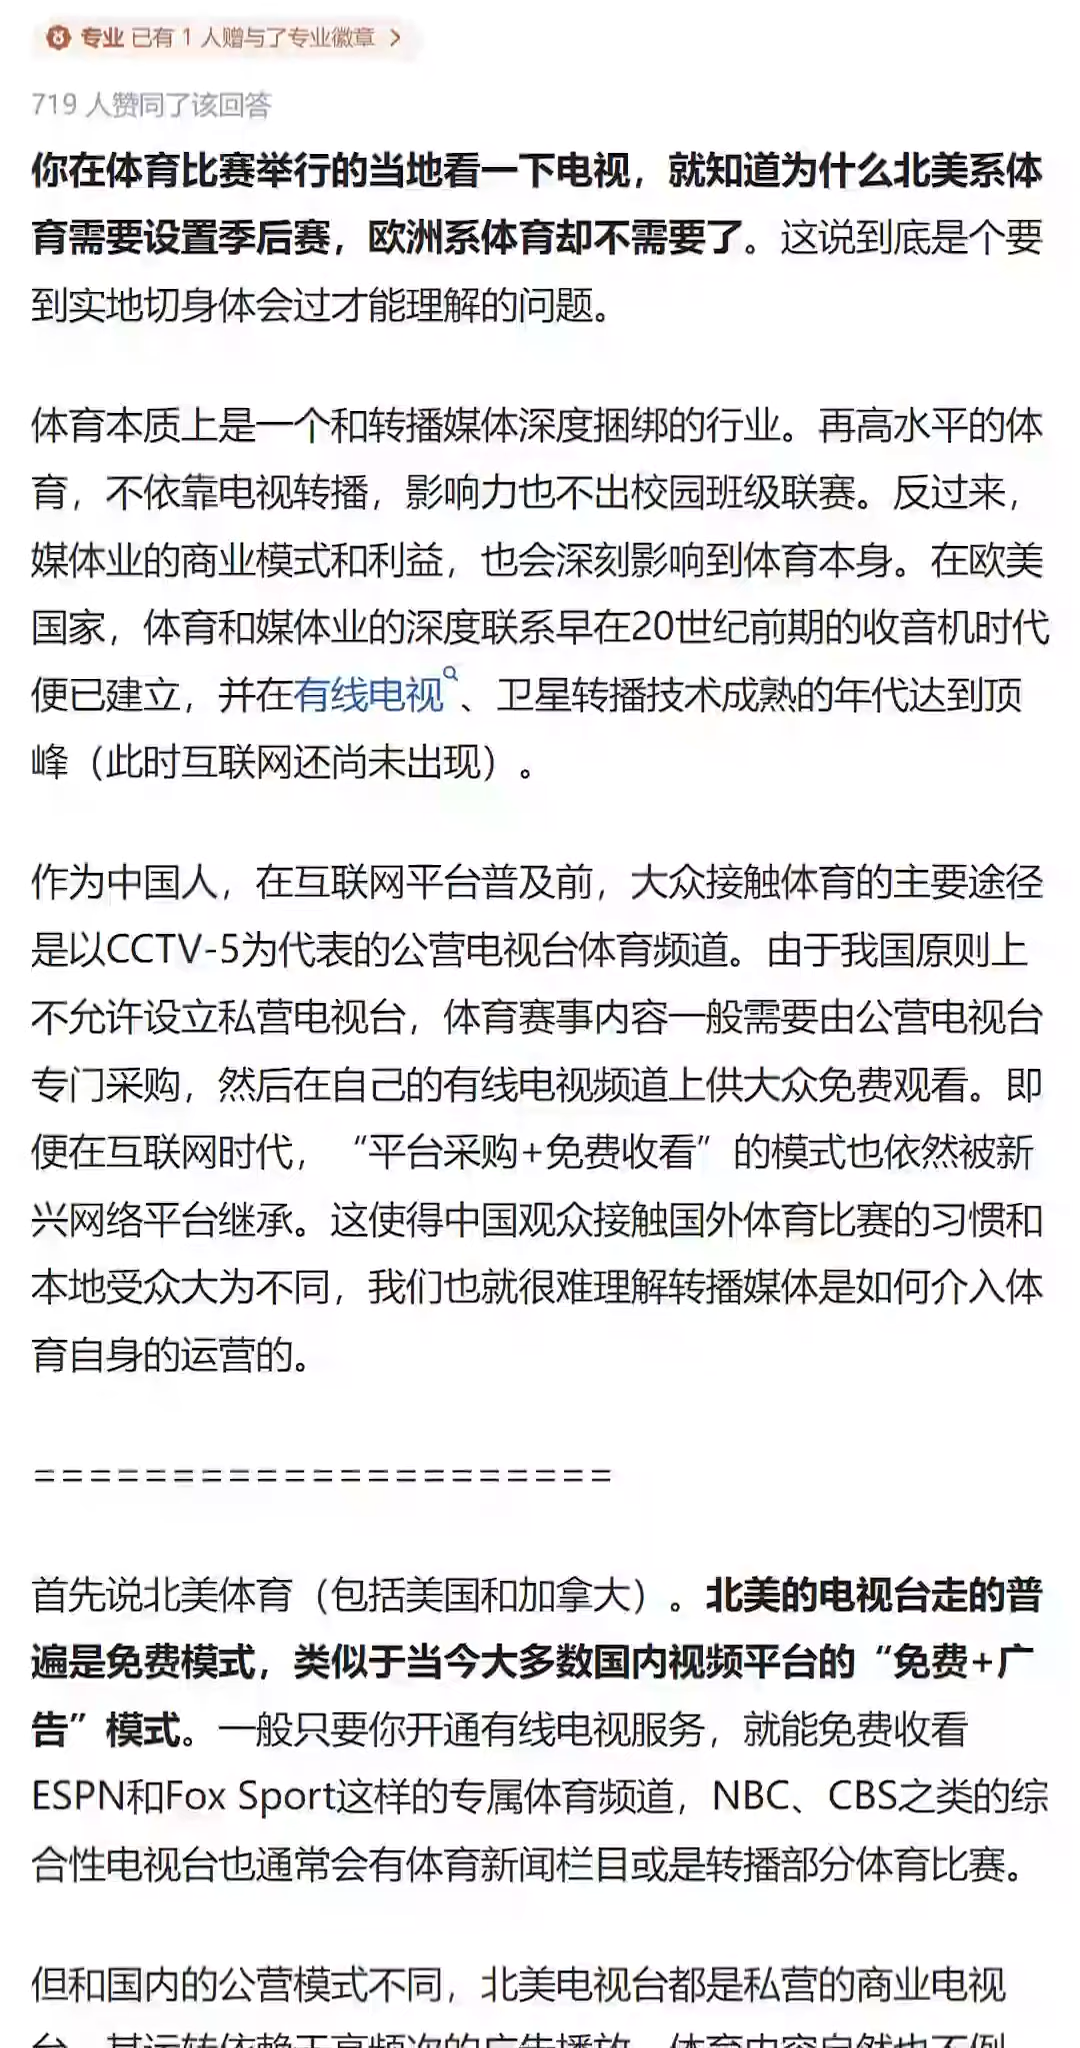 专业 已有 1 人赠与了专业徽章 >
719 人赞同了该回答
你在体育比赛举行的当地看一下电视，就知道为什么北美系体
育需要设置季后赛，欧洲系体育却不需要了。这说到底是个要
到实地切身体会过才能理解的问题。
体育本质上是一个和转播媒体深度捆绑的行业。再高水平的体
育，不依靠电视转播，影响力也不出校园班级联赛。反过来，
媒体业的商业模式和利益，也会深刻影响到体育本身。在欧美
国家，体育和媒体业的深度联系早在20世纪前期的收音机时代
便已建立，并在有线电视、卫星转播技术成熟的年代达到顶
峰（此时互联网还尚未出现）。
作为中国人，在互联网平台普及前，大众接触体育的主要途径
是以CCTV-5为代表的公营电视台体育频道。由于我国原则上
不允许设立私营电视台，体育赛事内容一般需要由公营电视台
专门采购，然后在自己的有线电视频道上供大众免费观看。即
便在互联网时代，“平台采购+免费收看”的模式也依然被新
兴网络平台继承。这使得中国观众接触国外体育比赛的习惯和
本地受众大为不同，我们也就很难理解转播媒体是如何介入体
育自身的运营的。
=====================
首先说北美体育（包括美国和加拿大）。北美的电视台走的普
遍是免费模式，类似于当今大多数国内视频平台的“免费+广
告”模式。一般只要你开通有线电视服务，就能免费收看
ESPN和Fox Sport这样的专属体育频道，NBC、CBS之类的综
合性电视台也通常会有体育新闻栏目或是转播部分体育比赛。
但和国内的公营模式不同，北美电视台都是私营的商业电视
台，其运转依赖于高频次的广告播放，体育内容自然也不例